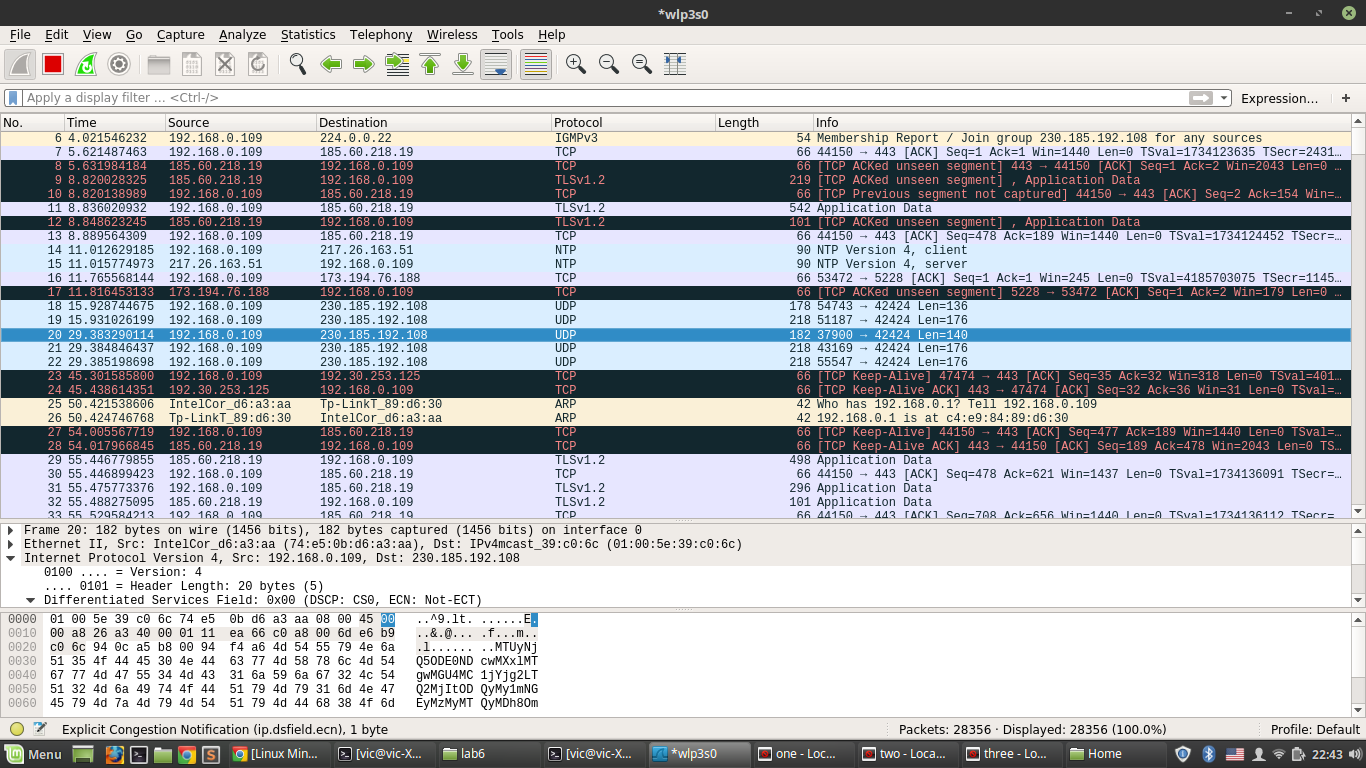 *wlp3s0
File Edit View Go Capture Analyze Statistics Telephony Wireless Tools Help
Apply a display filter … <Ctrl-/> Expression… +
No. Time Source Destination Protocol Length Info
6 4.021546232 192.168.0.109 224.0.0.22 IGMPv3 54 Membership Report / Join group 230.185.192.108 for any sources
7 5.621487463 192.168.0.109 185.60.218.19 TCP 66 44150 → 443 [ACK] Seq=1 Ack=1 Win=1440 Len=0 TSval=1734123635 TSecr=2431…
8 5.631984184 185.60.218.19 192.168.0.109 TCP 66 [TCP ACKed unseen segment] 443 → 44150 [ACK] Seq=1 Ack=2 Win=2043 Len=0 …
9 8.820028325 185.60.218.19 192.168.0.109 TLSv1.2 219 [TCP ACKed unseen segment] , Application Data
10 8.820138989 192.168.0.109 185.60.218.19 TCP 66 [TCP Previous segment not captured] 44150 → 443 [ACK] Seq=2 Ack=154 Win=…
11 8.836020932 192.168.0.109 185.60.218.19 TLSv1.2 542 Application Data
12 8.848623245 185.60.218.19 192.168.0.109 TLSv1.2 101 [TCP ACKed unseen segment] , Application Data
13 8.889564309 192.168.0.109 185.60.218.19 TCP 66 44150 → 443 [ACK] Seq=478 Ack=189 Win=1440 Len=0 TSval=1734124452 TSecr=…
14 11.012629185 192.168.0.109 217.26.163.51 NTP 90 NTP Version 4, client
15 11.015774973 217.26.163.51 192.168.0.109 NTP 90 NTP Version 4, server
16 11.765568144 192.168.0.109 173.194.76.188 TCP 66 53472 → 5228 [ACK] Seq=1 Ack=1 Win=245 Len=0 TSval=4185703075 TSecr=1145…
17 11.816453133 173.194.76.188 192.168.0.109 TCP 66 [TCP ACKed unseen segment] 5228 → 53472 [ACK] Seq=1 Ack=2 Win=179 Len=0 …
18 15.928744675 192.168.0.109 230.185.192.108 UDP 178 54743 → 42424 Len=136
19 15.931026199 192.168.0.109 230.185.192.108 UDP 218 51187 → 42424 Len=176
20 29.383290114 192.168.0.109 230.185.192.108 UDP 182 37900 → 42424 Len=140
21 29.384846437 192.168.0.109 230.185.192.108 UDP 218 43169 → 42424 Len=176
22 29.385198698 192.168.0.109 230.185.192.108 UDP 218 55547 → 42424 Len=176
23 45.301585800 192.168.0.109 192.30.253.125 TCP 66 [TCP Keep-Alive] 47474 → 443 [ACK] Seq=35 Ack=32 Win=318 Len=0 TSval=401…
24 45.438614351 192.30.253.125 192.168.0.109 TCP 66 [TCP Keep-Alive ACK] 443 → 47474 [ACK] Seq=32 Ack=36 Win=31 Len=0 TSval=…
25 50.421538606 IntelCor_d6:a3:aa Tp-LinkT_89:d6:30 ARP 42 Who has 192.168.0.1? Tell 192.168.0.109
26 50.424746768 Tp-LinkT_89:d6:30 IntelCor_d6:a3:aa ARP 42 192.168.0.1 is at c4:e9:84:89:d6:30
27 54.005567719 192.168.0.109 185.60.218.19 TCP 66 [TCP Keep-Alive] 44150 → 443 [ACK] Seq=477 Ack=189 Win=1440 Len=0 TSval=…
28 54.017966845 185.60.218.19 192.168.0.109 TCP 66 [TCP Keep-Alive ACK] 443 → 44150 [ACK] Seq=189 Ack=478 Win=2043 Len=0 TS…
29 55.446779855 185.60.218.19 192.168.0.109 TLSv1.2 498 Application Data
30 55.446899423 192.168.0.109 185.60.218.19 TCP 66 44150 → 443 [ACK] Seq=478 Ack=621 Win=1437 Len=0 TSval=1734136091 TSecr=…
31 55.475773376 192.168.0.109 185.60.218.19 TLSv1.2 296 Application Data
32 55.488275095 185.60.218.19 192.168.0.109 TLSv1.2 101 Application Data
33 55.529584213 192.168.0.109 185.60.218.19 TCP 66 44150 → 443 [ACK] Seq=708 Ack=656 Win=1440 Len=0 TSval=1734136112 TSecr=…
Frame 20: 182 bytes on wire (1456 bits), 182 bytes captured (1456 bits) on interface 0
Ethernet II, Src: IntelCor_d6:a3:aa (74:e5:0b:d6:a3:aa), Dst: IPv4mcast_39:c0:6c (01:00:5e:39:c0:6c)
Internet Protocol Version 4, Src: 192.168.0.109, Dst: 230.185.192.108
0100 .... = Version: 4
.... 0101 = Header Length: 20 bytes (5)
Differentiated Services Field: 0x00 (DSCP: CS0, ECN: Not-ECT)
0000 01 00 5e 39 c0 6c 74 e5 0b d6 a3 aa 08 00 45 00 ..^9.lt. ......E.
0010 00 a8 26 a3 40 00 01 11 ea 66 c0 a8 00 6d e6 b9 ..&.@... .f...m..
0020 c0 6c 94 0c a5 b8 00 94 f4 a6 4d 54 55 79 4e 6a .l...... ..MTUyNj
0030 51 35 4f 44 45 30 4e 44 63 77 4d 58 78 6c 4d 54 Q5ODE0ND cwMXxlMT
0040 67 77 4d 47 55 34 4d 43 31 6a 59 6a 67 32 4c 54 gwMGU4MC 1jYjg2LT
0050 51 32 4d 6a 49 74 4f 44 51 79 4d 79 31 6d 4e 47 Q2MjItOD QyMy1mNG
0060 45 79 4d 7a 4d 79 4d 54 51 79 4d 44 68 38 4f 6d EyMzMyMT QyMDh8Om
Explicit Congestion Notification (ip.dsfield.ecn), 1 byte Packets: 28356 · Displayed: 28356 (100.0%) Profile: Default
Menu [Linux Min… [vic@vic-X… lab6 [vic@vic-X… *wlp3s0 one - Loc… two - Loca… three - Lo… Home 22:43